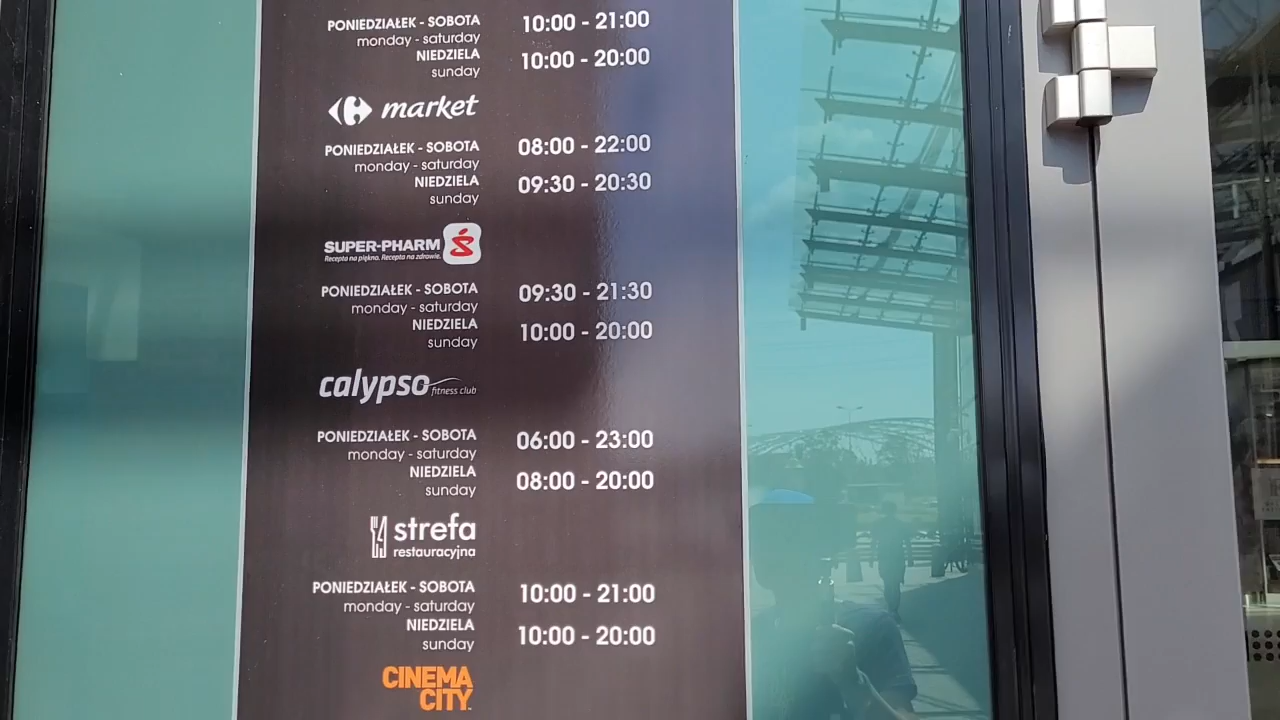 PONIEDZIAŁEK - SOBOTA 10:00 - 21:00
monday - saturday
NIEDZIELA 10:00 - 20:00
sunday
market
PONIEDZIAŁEK - SOBOTA 08:00 - 22:00
monday - saturday
NIEDZIELA 09:30 - 20:30
sunday
SUPER-PHARM
Recepta na piękno. Recepta na zdrowie.
PONIEDZIAŁEK - SOBOTA 09:30 - 21:30
monday - saturday
NIEDZIELA 10:00 - 20:00
sunday
calypso fitness club
PONIEDZIAŁEK - SOBOTA 06:00 - 23:00
monday - saturday
NIEDZIELA 08:00 - 20:00
sunday
strefa
restauracyjna
PONIEDZIAŁEK - SOBOTA 10:00 - 21:00
monday - saturday
NIEDZIELA 10:00 - 20:00
sunday
CINEMA
CITY